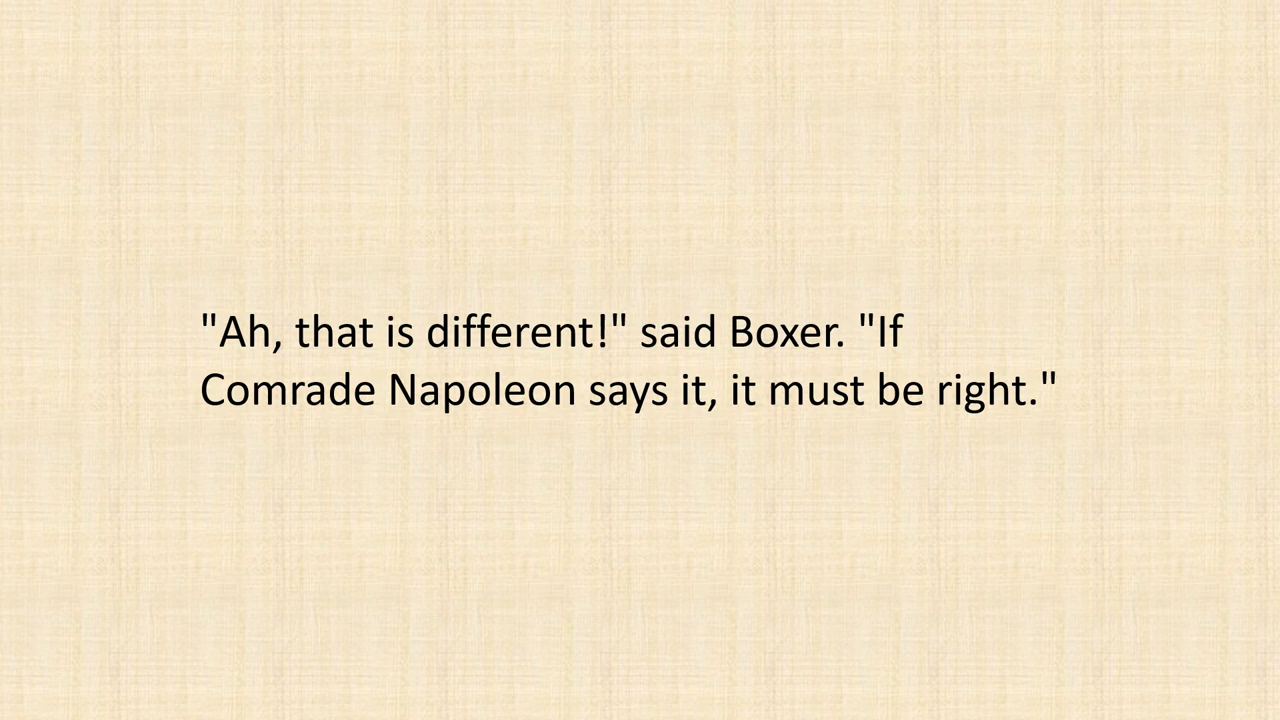 "Ah, that is different!" said Boxer. "If
Comrade Napoleon says it, it must be right."